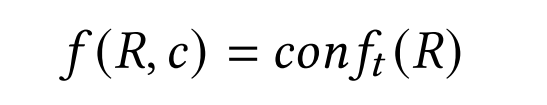 f(R, c) = conf_t(R)